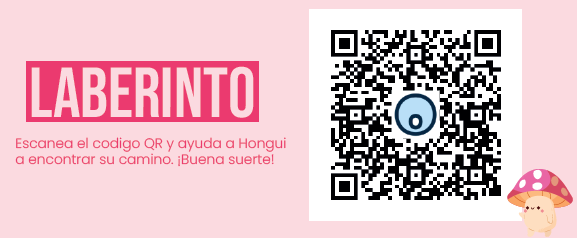 LABERINTO
Escanea el codigo QR y ayuda a Hongui
a encontrar su camino. ¡Buena suerte!